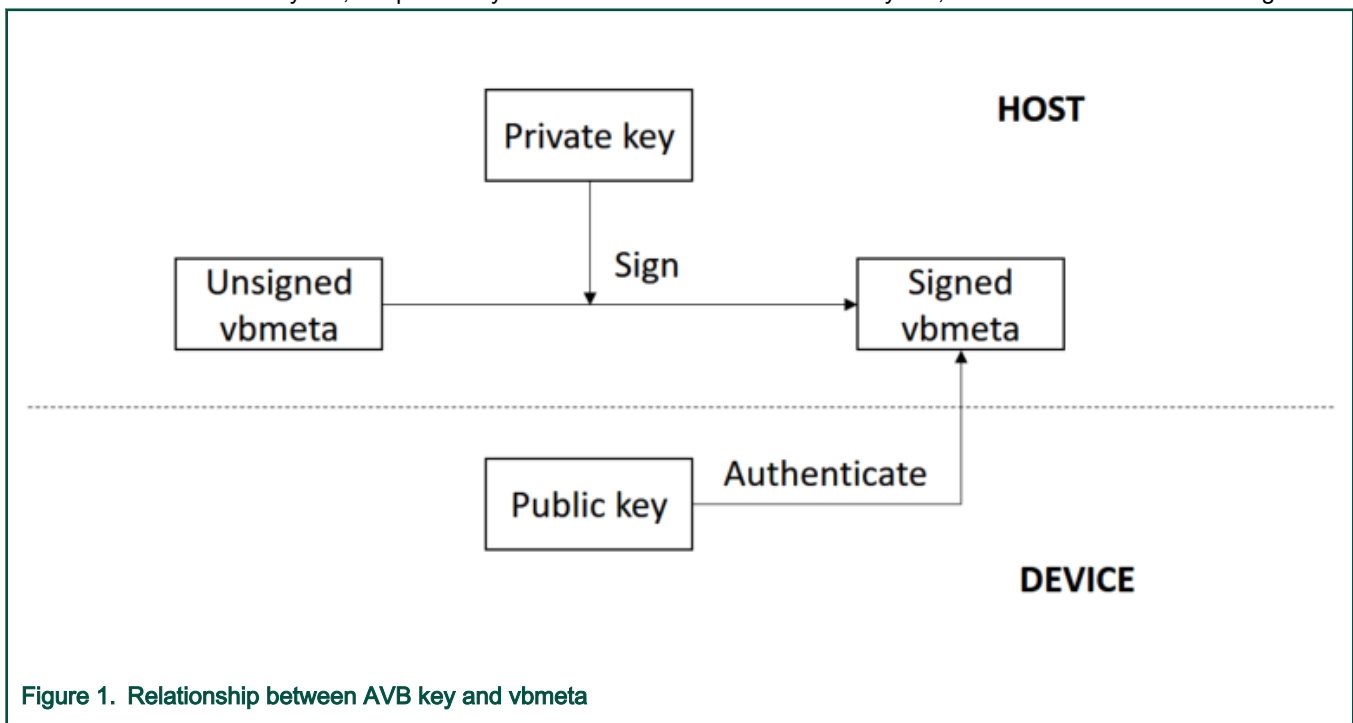 HOST
Private key
Sign
Unsigned
vbmeta
Signed
vbmeta
Authenticate
Public key
DEVICE
Figure 1. Relationship between AVB key and vbmeta